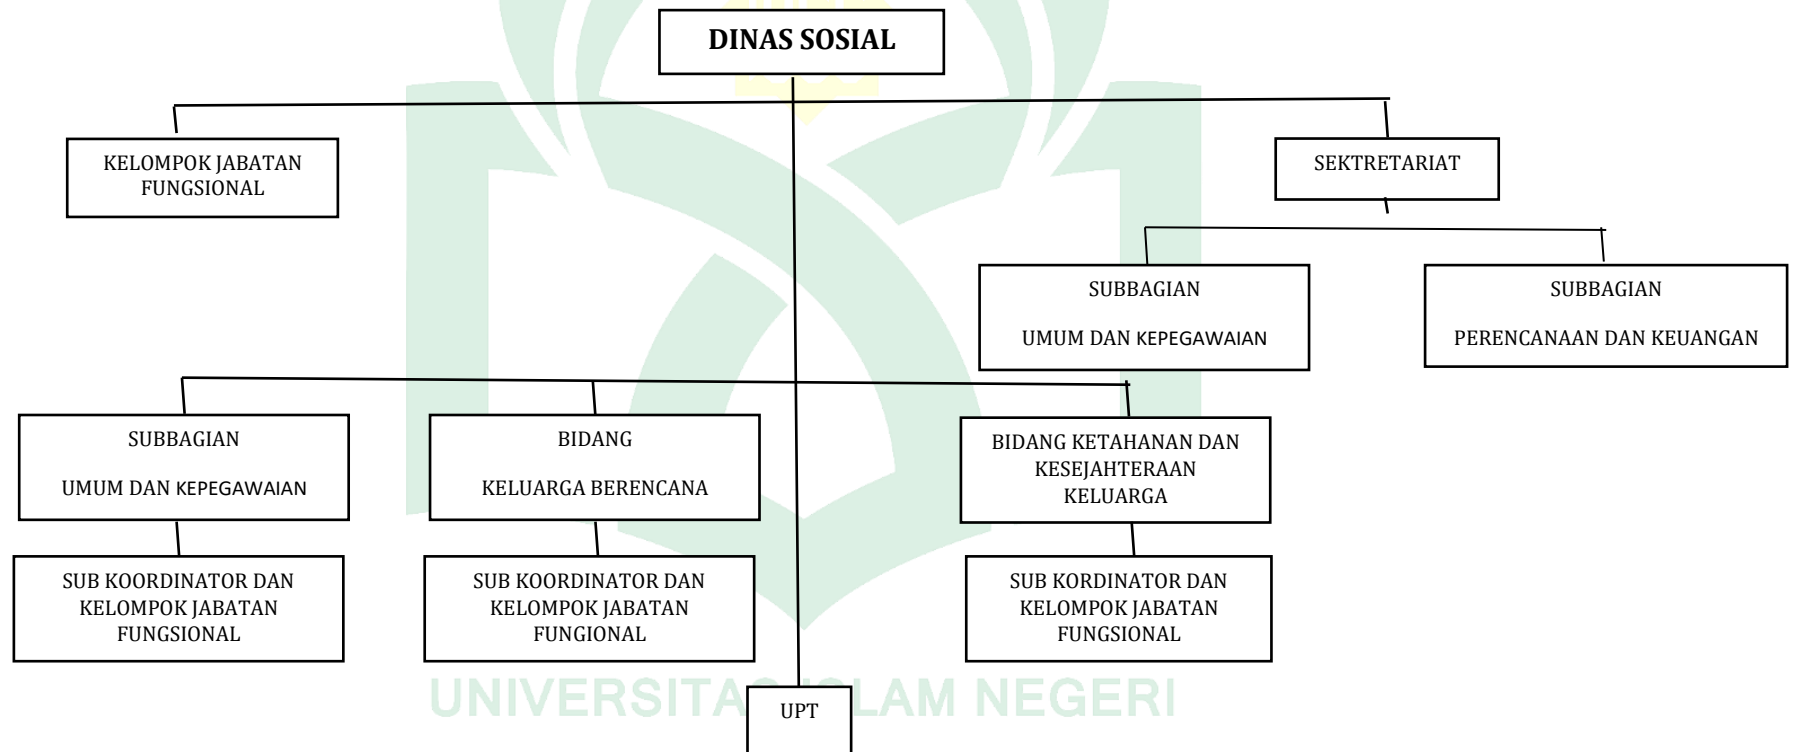 DINAS SOSIAL
KELOMPOK JABATAN
FUNGSIONAL
SEKTRETARIAT
SUBBAGIAN
UMUM DAN KEPEGAWAIAN
SUBBAGIAN
PERENCANAAN DAN KEUANGAN
SUBBAGIAN
UMUM DAN KEPEGAWAIAN
BIDANG
KELUARGA BERENCANA
BIDANG KETAHANAN DAN
KESEJAHTERAAN
KELUARGA
SUB KOORDINATOR DAN
KELOMPOK JABATAN
FUNGSIONAL
SUB KOORDINATOR DAN
KELOMPOK JABATAN
FUNGIONAL
SUB KORDINATOR DAN
KELOMPOK JABATAN
FUNGSIONAL
UPT
UNIVERSITAS ISLAM NEGERI